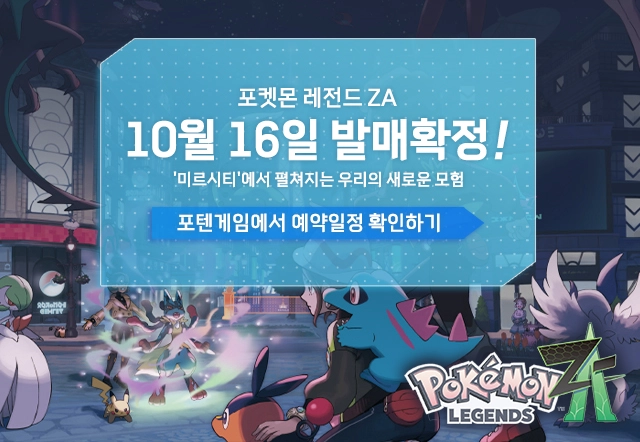 포켓몬 레전드 ZA
10월 16일 발매확정!
'미르시티'에서 펼쳐지는 우리의 새로운 모험
포텐게임에서 예약일정 확인하기
POKéMON
LEGENDS
ZA